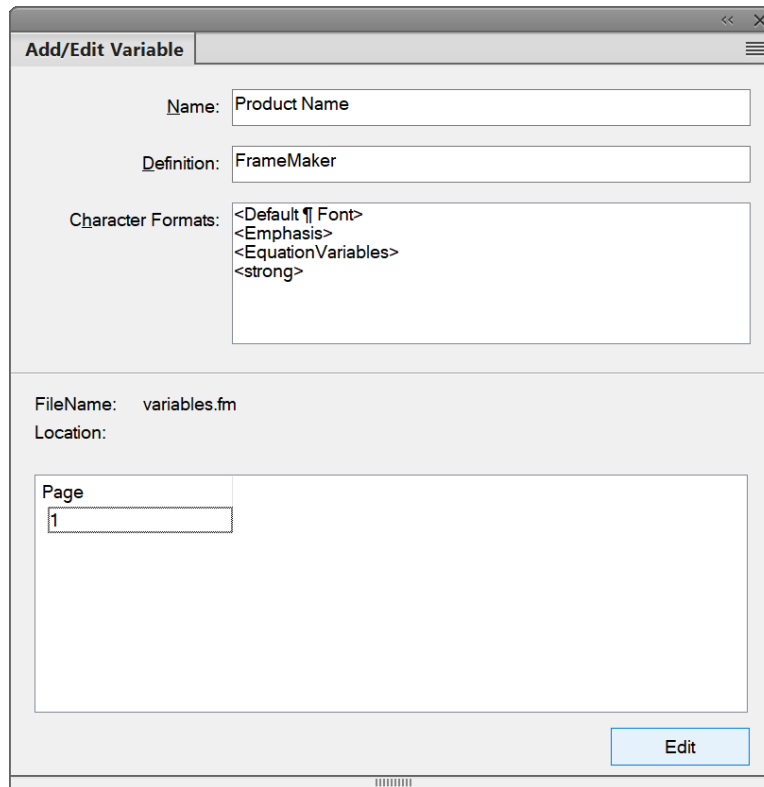 Add/Edit Variable
Name: Product Name
Definition: FrameMaker
Character Formats: <Default ¶ Font>
<Emphasis>
<EquationVariables>
<strong>
FileName: variables.fm
Location:
Page
1
Edit